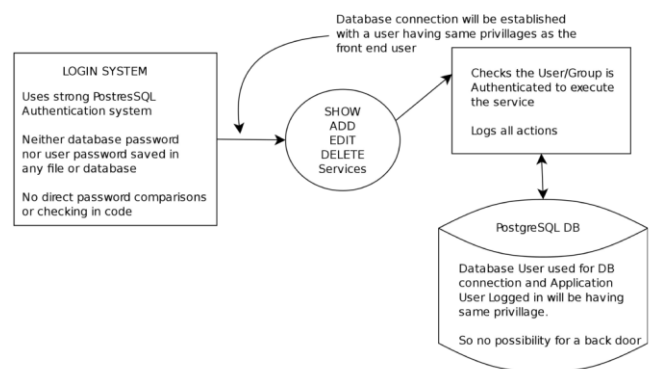 Database connection will be established
with a user having same privillages as the
front end user
LOGIN SYSTEM
Uses strong PostresSQL
Authentication system
Neither database password
nor user password saved in
any file or database
No direct password comparisons
or checking in code
SHOW
ADD
EDIT
DELETE
Services
Checks the User/Group is
Authenticated to execute
the service
Logs all actions
PostgreSQL DB
Database User used for DB
connection and Application
User Logged in will be having
same privillage.
So no possibility for a back door